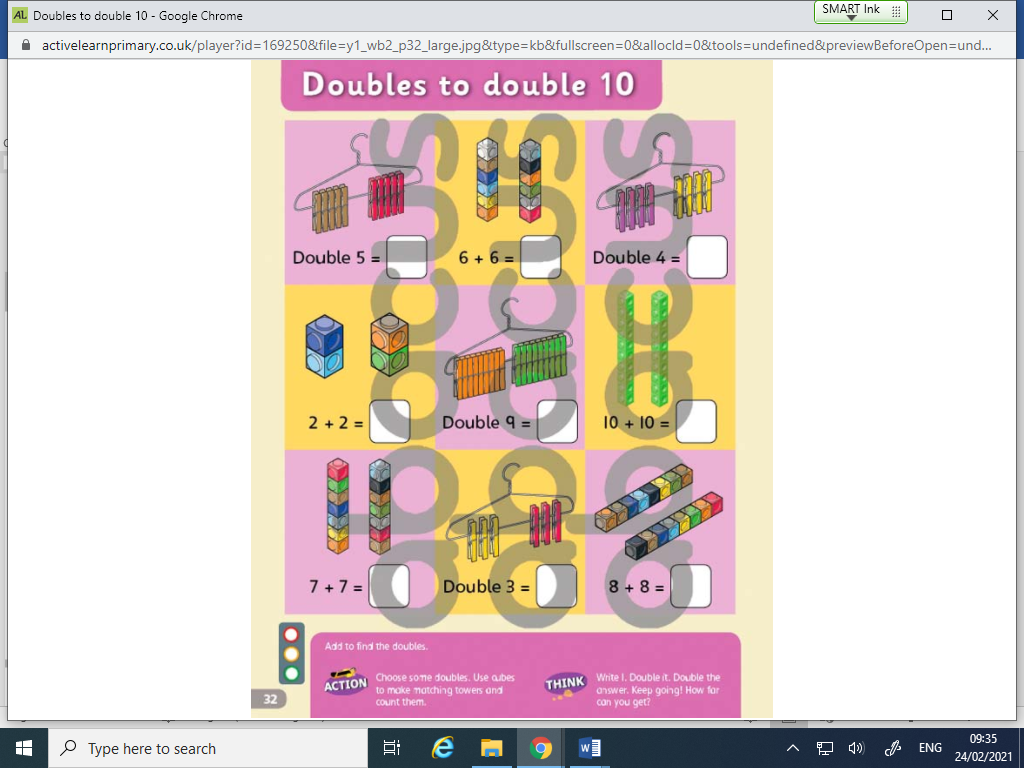 Doubles to double 10 - Google Chrome
SMART Ink
activelearnprimary.co.uk/player?id=169250&file=y1_wb2_p32_large.jpg&type=kb&fullscreen=0&allocId=0&tools=undefined&previewBeforeOpen=und...
Doubles to double 10
Double 5 =
6 + 6 =
Double 4 =
2 + 2 =
Double 9 =
10 + 10 =
7 + 7 =
Double 3 =
8 + 8 =
abacus abacus abacus
Add to find the doubles.
ACTION
Choose some doubles. Use cubes
to make matching towers and
count them.
THINK
Write 1. Double it. Double the
answer. Keep going! How far
can you get?
32
Type here to search
ENG
09:35
24/02/2021